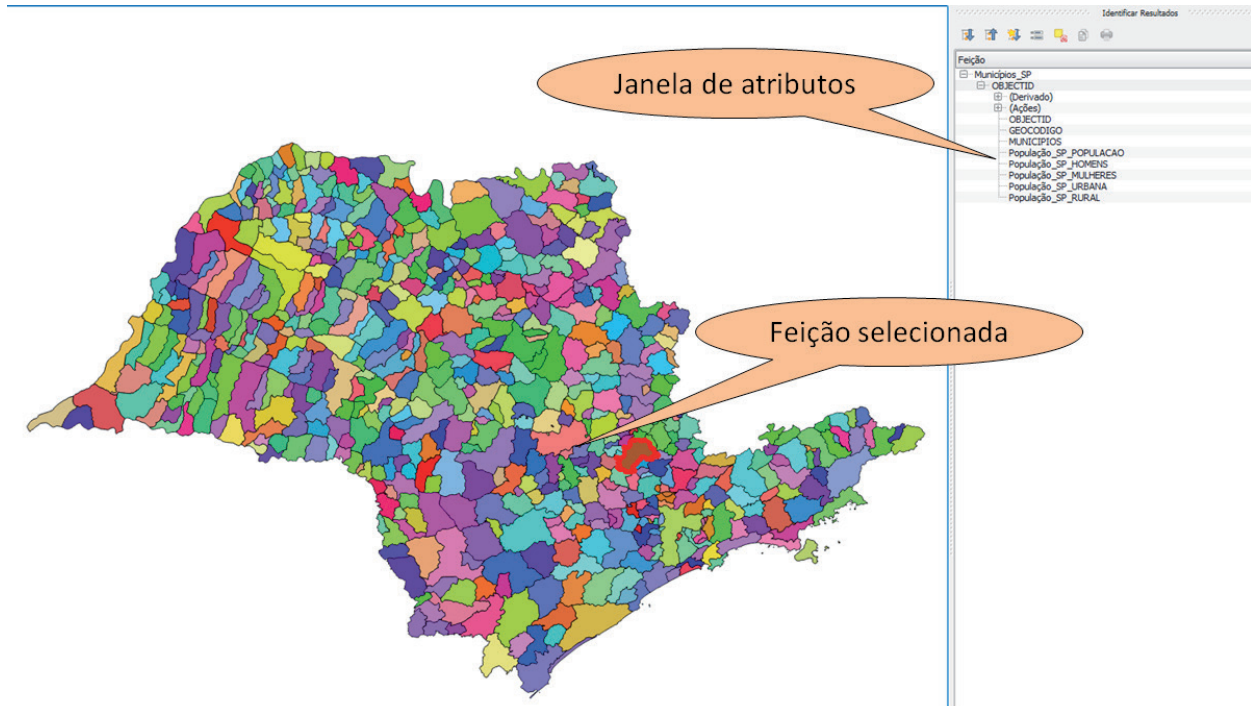 Identificar Resultados
Janela de atributos
Feição
Municípios_SP
OBJECTID
(Derivado)
(Ações)
OBJECTID
GEOCODIGO
MUNICIPIOS
População_SP_POPULACAO
População_SP_HOMENS
População_SP_MULHERES
População_SP_URBANA
População_SP_RURAL
Feição selecionada